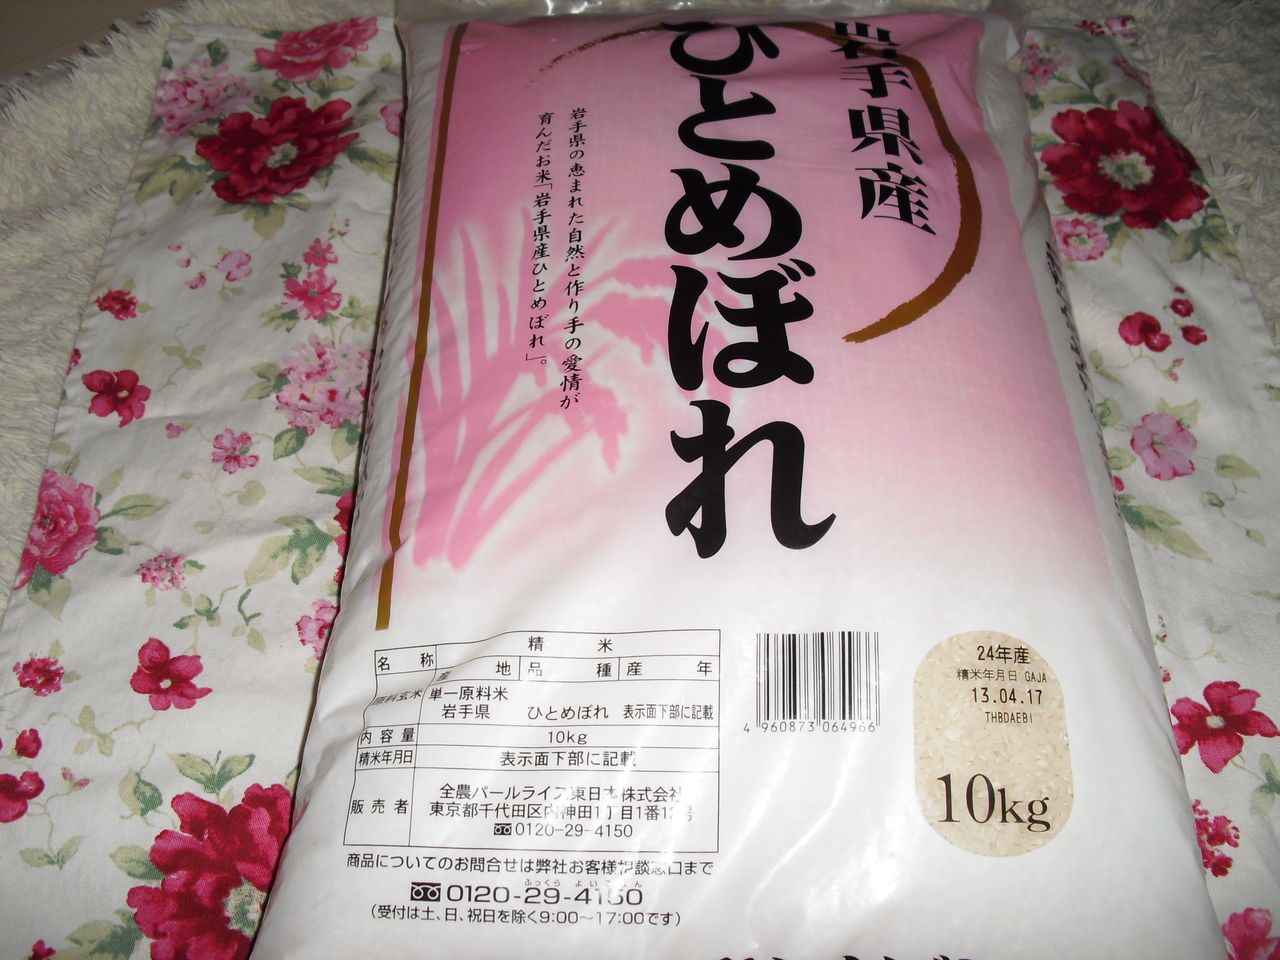 岩手県産
ひとめぼれ
岩手県の恵まれた自然と作り手の愛情が
育んだお米「岩手県産ひとめぼれ」。
精米
名称
産地 品種 産年
原料玄米
単一原料米
岩手県 ひとめぼれ 表示面下部に記載
内容量 10kg
精米年月日 表示面下部に記載
販売者
全農パールライス東日本株式会社
東京都千代田区内神田1丁目1番12号
0120-29-4150
商品についてのお問合せは弊社お客様相談窓口まで
0120-29-4150
(受付は土、日、祝日を除く9:00〜17:00です)
4 960873 064966
24年産
精米年月日 GAJA
13.04.17
THBDAEBI
10kg